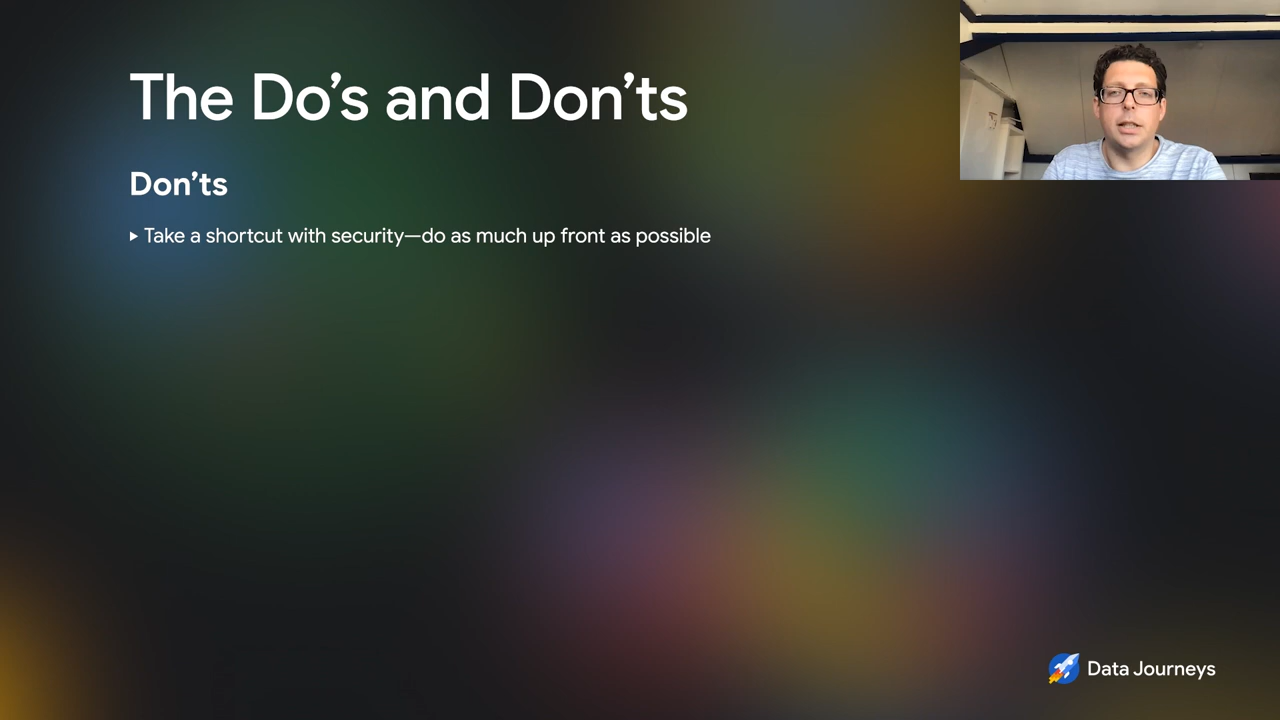 The Do’s and Don’ts
Don’ts
Take a shortcut with security—do as much up front as possible
Data Journeys